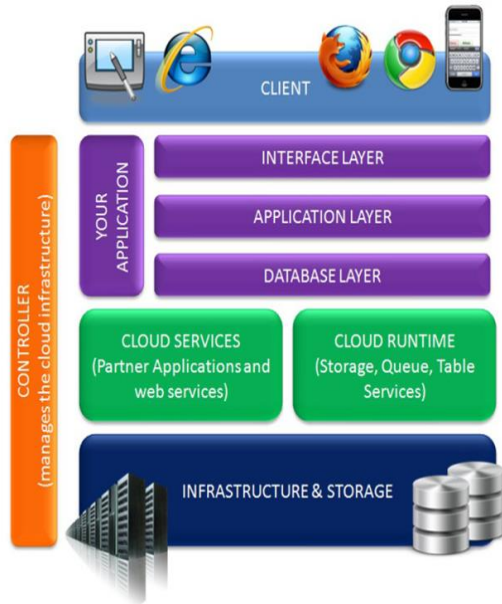 CLIENT
CONTROLLER
(manages the cloud infrastructure)
YOUR
APPLICATION
INTERFACE LAYER
APPLICATION LAYER
DATABASE LAYER
CLOUD SERVICES
(Partner Applications and
web services)
CLOUD RUNTIME
(Storage, Queue, Table
Services)
INFRASTRUCTURE & STORAGE